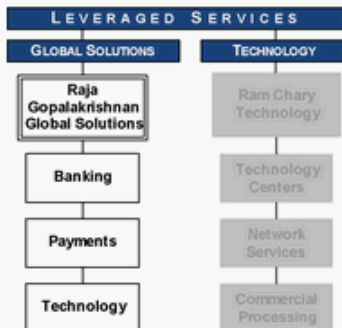 LEVERAGED SERVICES
GLOBAL SOLUTIONS
Raja
Gopalakrishnan
Global Solutions
Banking
Payments
Technology
TECHNOLOGY
Ram Chary
Technology
Technology
Centers
Network
Services
Commercial
Processing